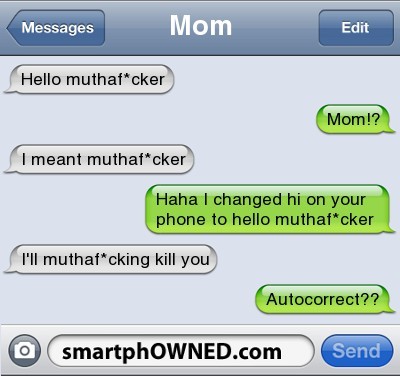 Messages
Mom
Edit
Hello muthaf*cker
Mom!?
I meant muthaf*cker
Haha I changed hi on your
phone to hello muthaf*cker
I'll muthaf*cking kill you
Autocorrect??
smartphOWNED.com
Send